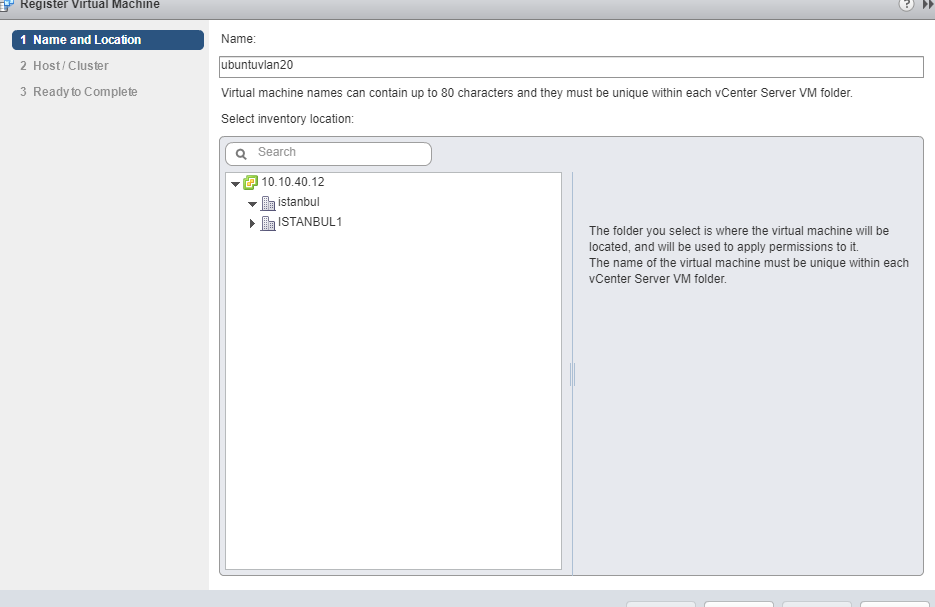 Register Virtual Machine
?
1 Name and Location
2 Host / Cluster
3 Ready to Complete
Name:
ubuntuvlan20
Virtual machine names can contain up to 80 characters and they must be unique within each vCenter Server VM folder.
Select inventory location:
Search
10.10.40.12
istanbul
ISTANBUL1
The folder you select is where the virtual machine will be
located, and will be used to apply permissions to it.
The name of the virtual machine must be unique within each
vCenter Server VM folder.